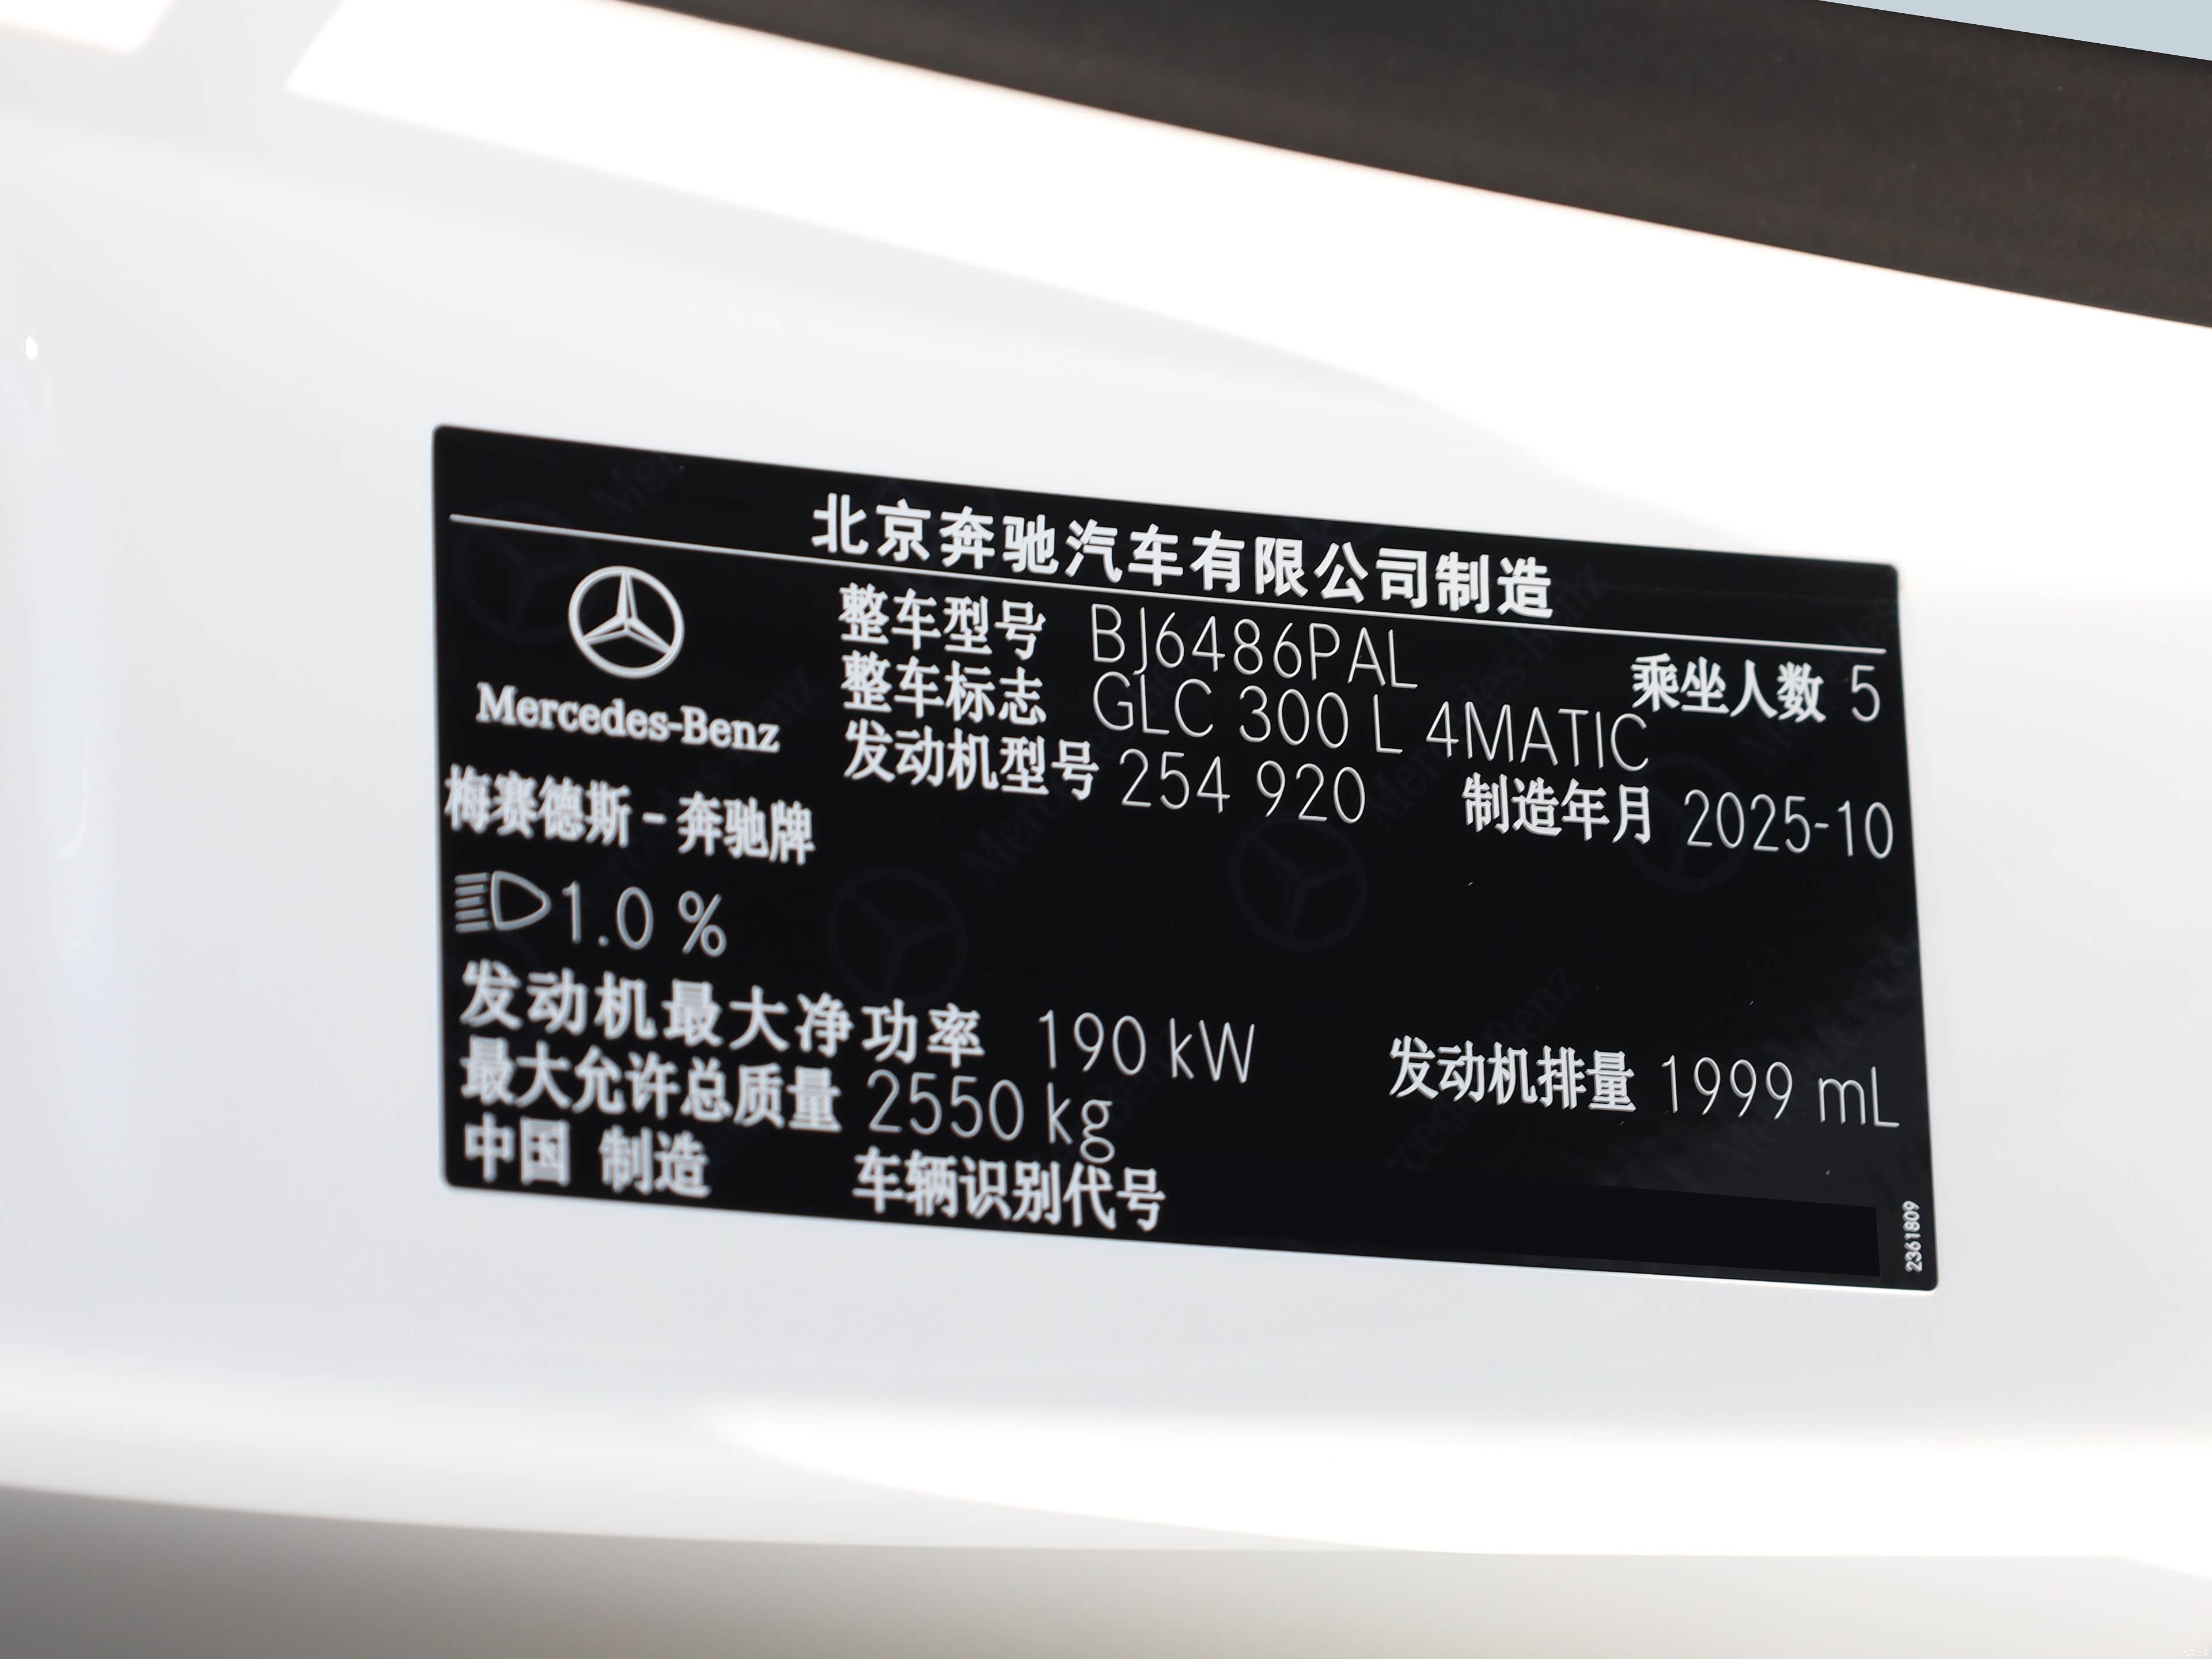 北京奔驰汽车有限公司制造
Mercedes-Benz
梅赛德斯-奔驰牌
整车型号 BJ6486PAL 乘坐人数 5
整车标志 GLC 300 L 4MATIC
发动机型号 254 920 制造年月 2025-10
1.0 %
发动机最大净功率 190 kW 发动机排量 1999 mL
最大允许总质量 2550 kg
中国 制造 车辆识别代号
2361809